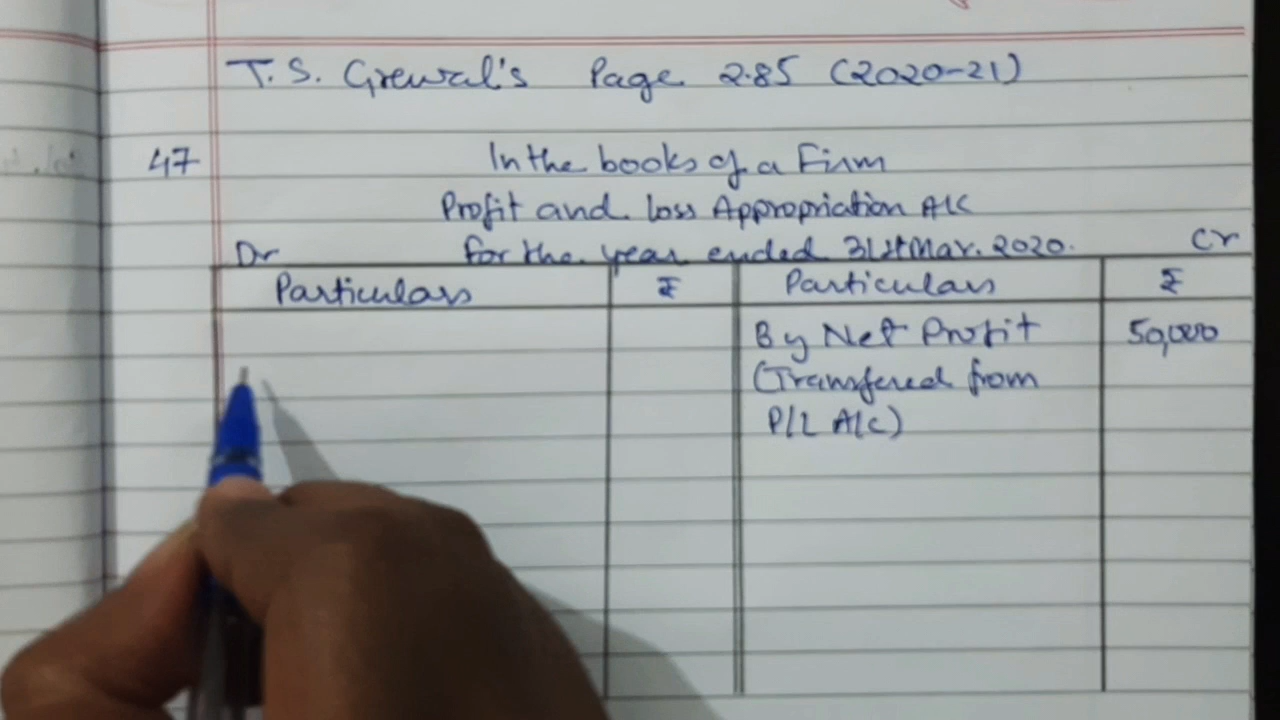 T. S. Grewal's Page 2.85 (2020-21)
47 In the books of a Firm
Profit and loss Appropriation A/C
Dr for the year ended 31st Mar. 2020. Cr
Particulars ₹ Particulars ₹
By Net Profit 50,000
(Transfered from
P/L A/c)